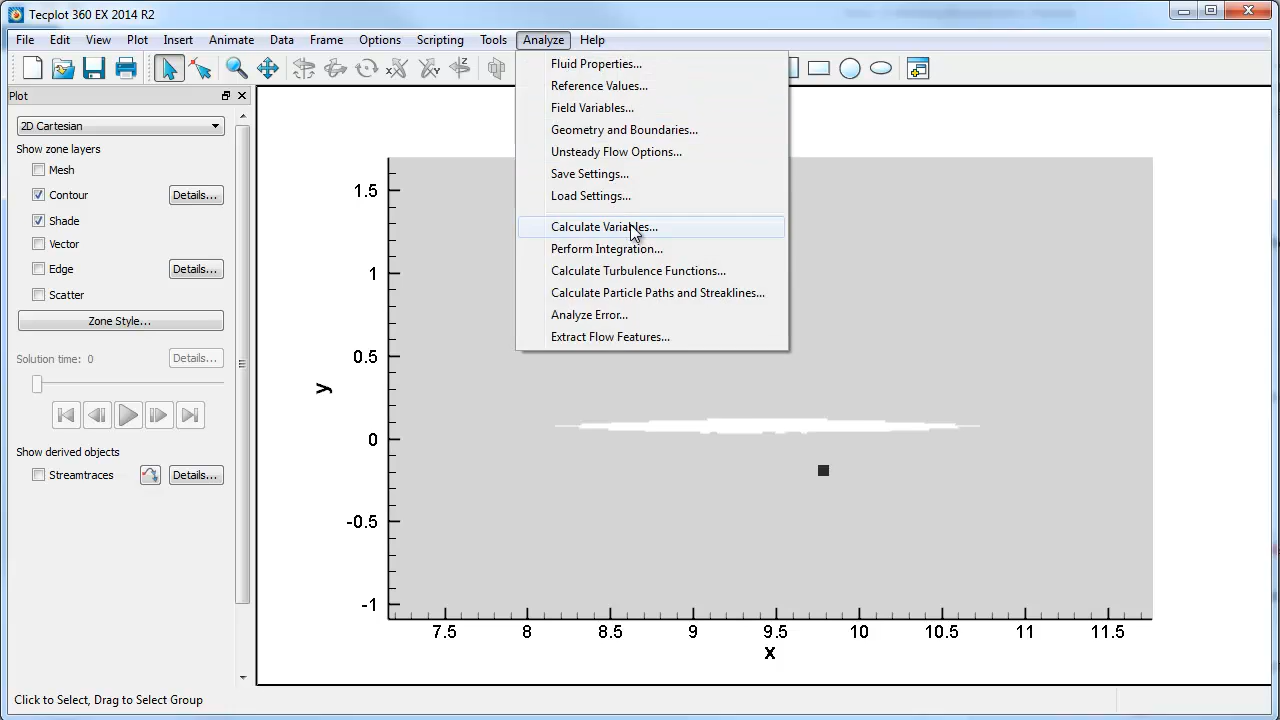 Tecplot 360 EX 2014 R2
File Edit View Plot Insert Animate Data Frame Options Scripting Tools Analyze Help
Plot
2D Cartesian
Show zone layers
Mesh
Contour Details...
Shade
Vector
Edge Details...
Scatter
Zone Style...
Solution time: 0 Details...
Show derived objects
Streamtraces Details...
Fluid Properties...
Reference Values...
Field Variables...
Geometry and Boundaries...
Unsteady Flow Options...
Save Settings...
Load Settings...
Calculate Variables...
Perform Integration...
Calculate Turbulence Functions...
Calculate Particle Paths and Streaklines...
Analyze Error...
Extract Flow Features...
1.5
1
0.5
0
-0.5
-1
y
7.5 8 8.5 9 9.5 10 10.5 11 11.5
x
Click to Select, Drag to Select Group